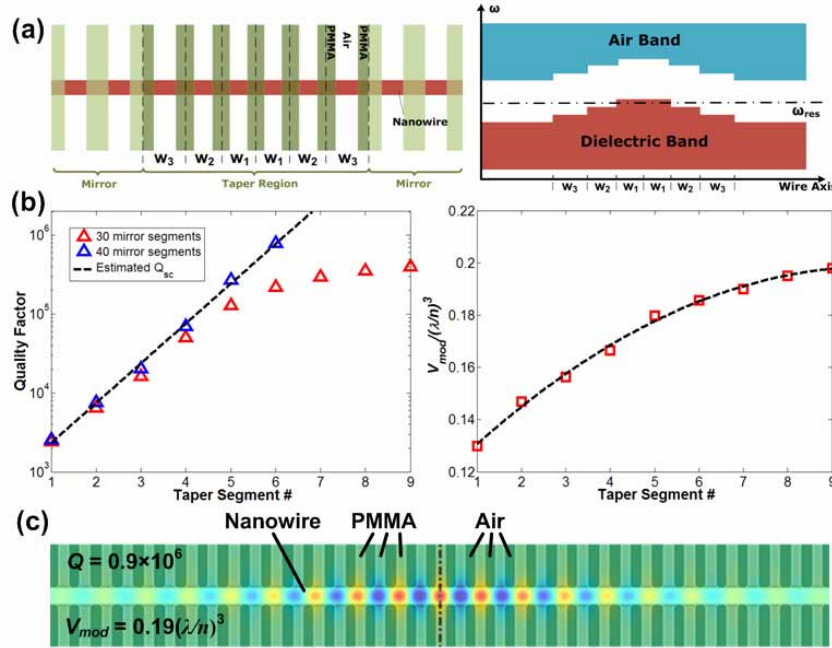 (a)
PMMA
Air
PMMA
Nanowire
W3 W2 W1 W1 W2 W3
Mirror Taper Region Mirror
ω
Air Band
ωres
Dielectric Band
W3 W2 W1 W1 W2 W3 Wire Axis
(b)
Quality Factor
10^6
10^5
10^4
10^3
30 mirror segments
40 mirror segments
Estimated Qsc
1 2 3 4 5 6 7 8 9
Taper Segment #
Vmod/(λ/n)^3
0.22
0.2
0.18
0.16
0.14
0.12
1 2 3 4 5 6 7 8 9
Taper Segment #
(c)
Nanowire PMMA Air
Q = 0.9×10^6
Vmod = 0.19(λ/n)^3